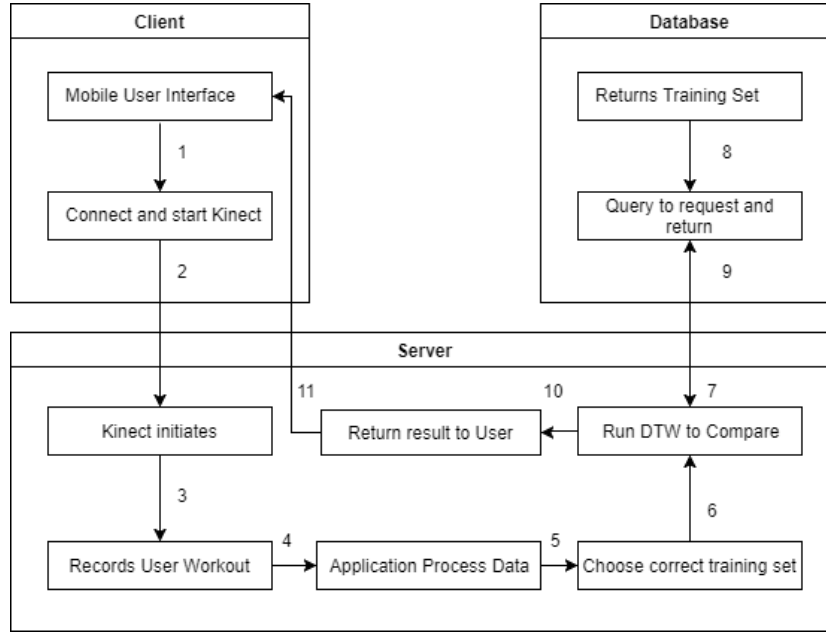 Client
Mobile User Interface
1
Connect and start Kinect
2
Database
Returns Training Set
8
Query to request and
return
9
Server
11
10
7
Kinect initiates
Return result to User
Run DTW to Compare
3
6
4
5
Records User Workout
Application Process Data
Choose correct training set